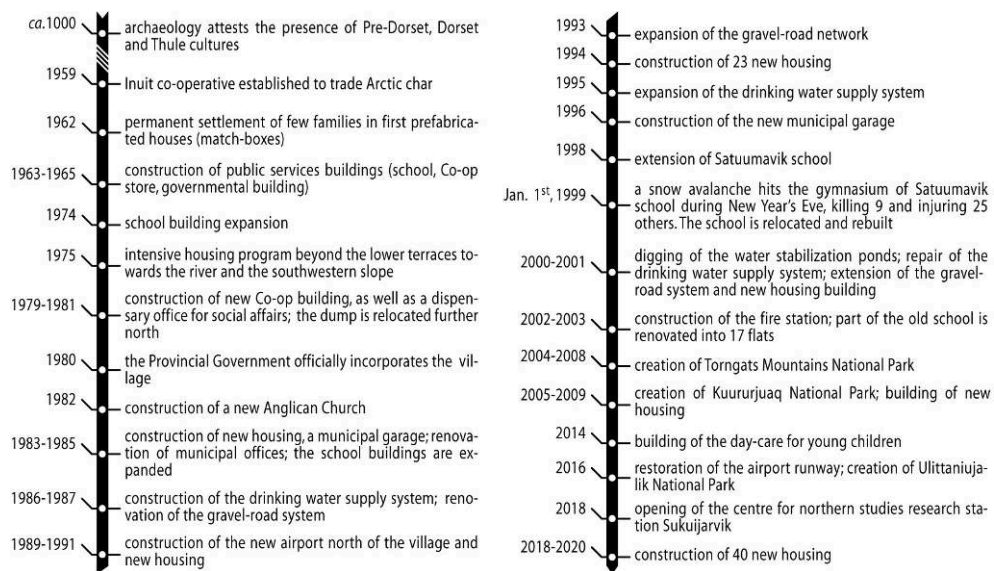 ca.1000
archaeology attests the presence of Pre-Dorset, Dorset
and Thule cultures
1959
Inuit co-operative established to trade Arctic char
1962
permanent settlement of few families in first prefabrica-
ted houses (match-boxes)
1963-1965
construction of public services buildings (school, Co-op
store, governmental building)
1974
school building expansion
1975
intensive housing program beyond the lower terraces to-
wards the river and the southwestern slope
1979-1981
construction of new Co-op building, as well as a dispen-
sary office for social affairs; the dump is relocated further
north
1980
the Provincial Government officially incorporates the vil-
lage
1982
construction of a new Anglican Church
1983-1985
construction of new housing, a municipal garage; renova-
tion of municipal offices; the school buildings are ex-
panded
1986-1987
construction of the drinking water supply system; reno-
vation of the gravel-road system
1989-1991
construction of the new airport north of the village and
new housing
1993
expansion of the gravel-road network
1994
construction of 23 new housing
1995
expansion of the drinking water supply system
1996
construction of the new municipal garage
1998
extension of Satuumavik school
Jan. 1st, 1999
a snow avalanche hits the gymnasium of Satuumavik
school during New Year's Eve, killing 9 and injuring 25
others. The school is relocated and rebuilt
2000-2001
digging of the water stabilization ponds; repair of the
drinking water supply system; extension of the gravel-
road system and new housing building
2002-2003
construction of the fire station; part of the old school is
renovated into 17 flats
2004-2008
creation of Torngats Mountains National Park
2005-2009
creation of Kuururjuaq National Park; building of new
housing
2014
building of the day-care for young children
2016
restoration of the airport runway; creation of Ulittaniuja-
lik National Park
2018
opening of the centre for northern studies research sta-
tion Sukuijarvik
2018-2020
construction of 40 new housing